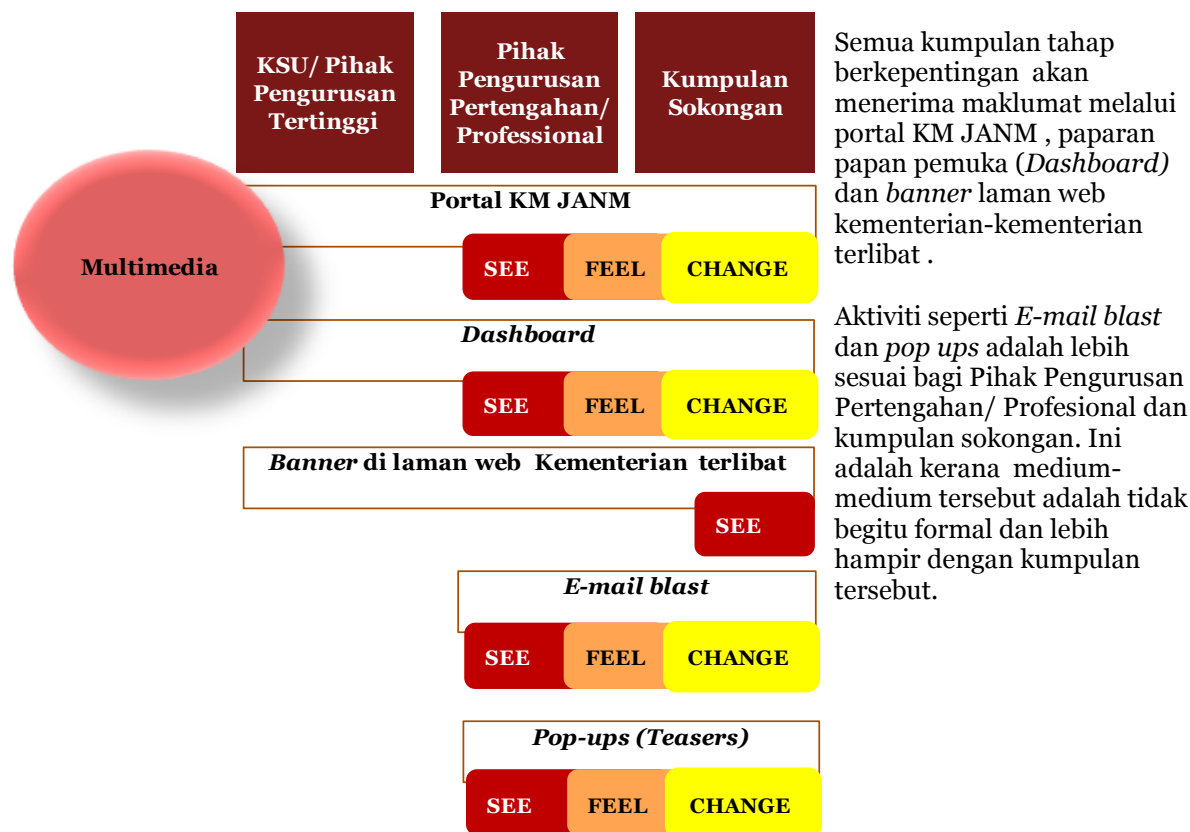 KSU/ Pihak
Pengurusan
Tertinggi
Pihak
Pengurusan
Pertengahan/
Professional
Kumpulan
Sokongan
Multimedia
Portal KM JANM
SEE
FEEL
CHANGE
Dashboard
SEE
FEEL
CHANGE
Banner di laman web Kementerian terlibat
SEE
E-mail blast
SEE
FEEL
CHANGE
Pop-ups (Teasers)
SEE
FEEL
CHANGE
Semua kumpulan tahap
berkepentingan akan
menerima maklumat melalui
portal KM JANM , paparan
papan pemuka (Dashboard)
dan banner laman web
kementerian-kementerian
terlibat .
Aktiviti seperti E-mail blast
dan pop ups adalah lebih
sesuai bagi Pihak Pengurusan
Pertengahan/ Profesional dan
kumpulan sokongan. Ini
adalah kerana medium-
medium tersebut adalah tidak
begitu formal dan lebih
hampir dengan kumpulan
tersebut.